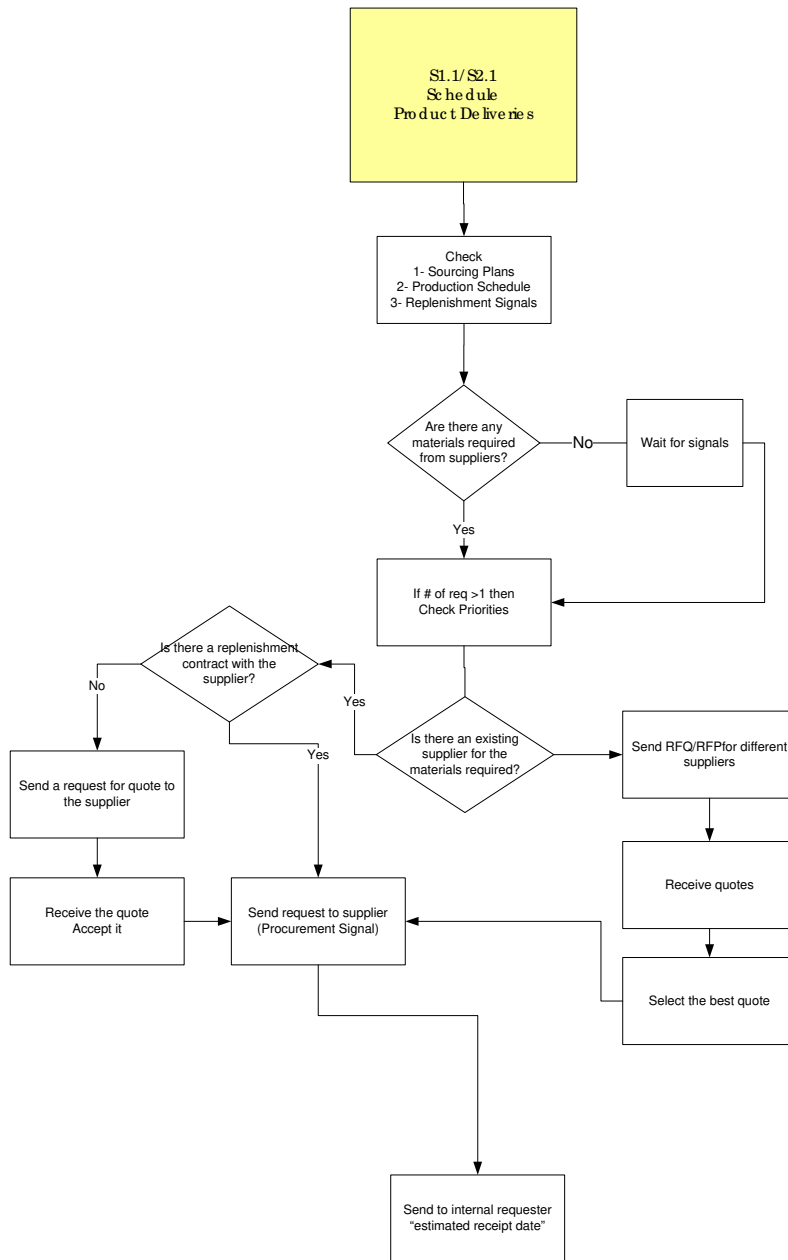 S1.1/S2.1
Schedule
Product Deliveries
Check
1- Sourcing Plans
2- Production Schedule
3- Replenishment Signals
Are there any
materials required
from suppliers?
No
Wait for signals
Yes
If # of req >1 then
Check Priorities
Is there a replenishment
contract with the
supplier?
No
Yes
Yes
Is there an existing
supplier for the
materials required?
Send RFQ/RFPfor different
suppliers
Send a request for quote to
the supplier
Receive quotes
Receive the quote
Accept it
Send request to supplier
(Procurement Signal)
Select the best quote
Send to internal requester
“estimated receipt date”